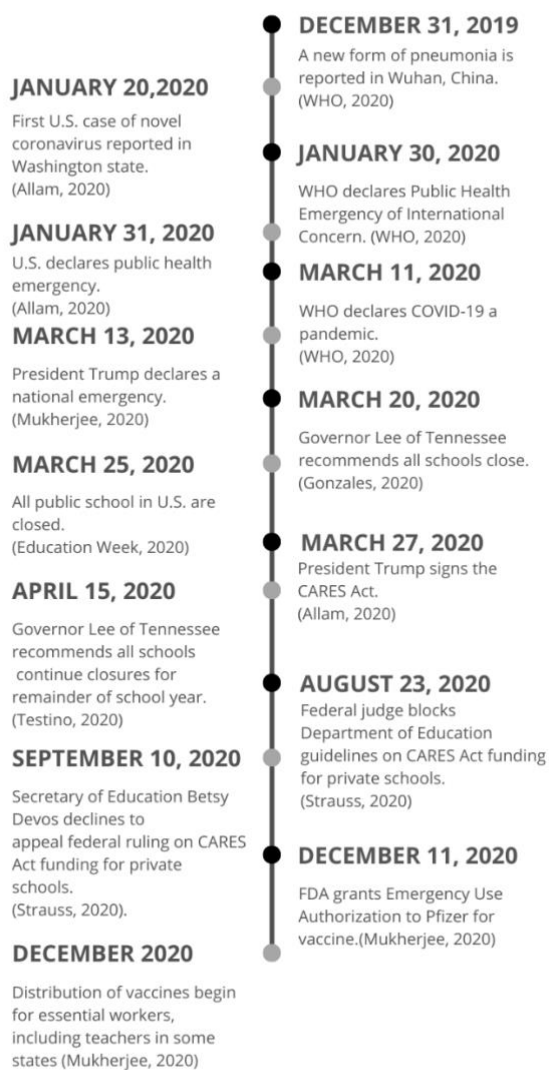 DECEMBER 31, 2019
A new form of pneumonia is
reported in Wuhan, China.
(WHO, 2020)
JANUARY 20,2020
First U.S. case of novel
coronavirus reported in
Washington state.
(Allam, 2020)
JANUARY 30, 2020
WHO declares Public Health
Emergency of International
Concern. (WHO, 2020)
JANUARY 31, 2020
U.S. declares public health
emergency.
(Allam, 2020)
MARCH 11, 2020
WHO declares COVID-19 a
pandemic.
(WHO, 2020)
MARCH 13, 2020
President Trump declares a
national emergency.
(Mukherjee, 2020)
MARCH 20, 2020
Governor Lee of Tennessee
recommends all schools close.
(Gonzales, 2020)
MARCH 25, 2020
All public school in U.S. are
closed.
(Education Week, 2020)
MARCH 27, 2020
President Trump signs the
CARES Act.
(Allam, 2020)
APRIL 15, 2020
Governor Lee of Tennessee
recommends all schools
continue closures for
remainder of school year.
(Testino, 2020)
AUGUST 23, 2020
Federal judge blocks
Department of Education
guidelines on CARES Act funding
for private schools.
(Strauss, 2020)
SEPTEMBER 10, 2020
Secretary of Education Betsy
Devos declines to
appeal federal ruling on CARES
Act funding for private
schools.
(Strauss, 2020).
DECEMBER 11, 2020
FDA grants Emergency Use
Authorization to Pfizer for
vaccine.(Mukherjee, 2020)
DECEMBER 2020
Distribution of vaccines begin
for essential workers,
including teachers in some
states (Mukherjee, 2020)